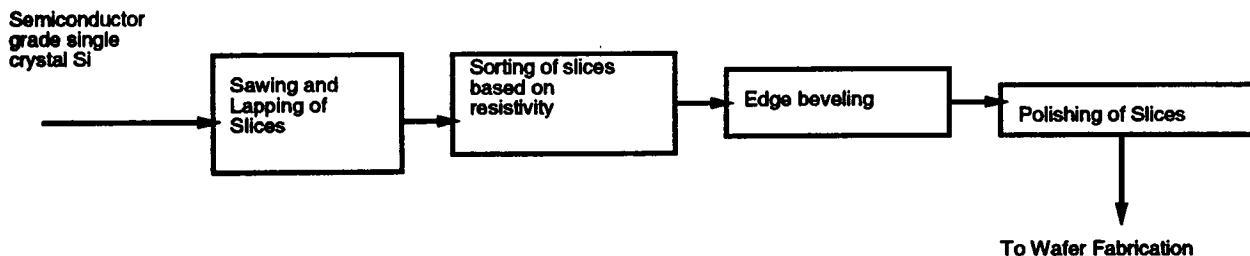 Semiconductor
grade single
crystal Si
Sawing and
Lapping of
Slices
Sorting of slices
based on
resistivity
Edge beveling
Polishing of Slices
To Wafer Fabrication